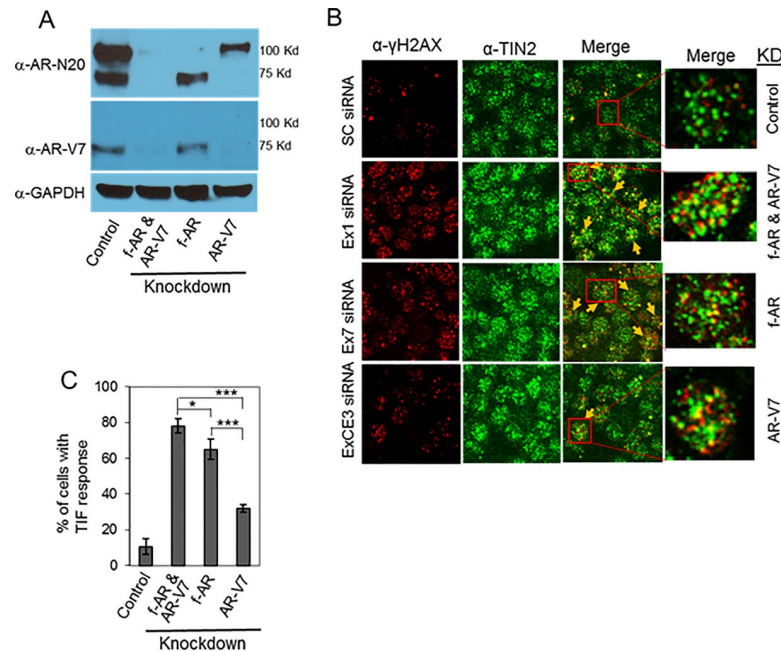 A
α-AR-N20
100 Kd
75 Kd
α-AR-V7
100 Kd
75 Kd
α-GAPDH
Control
f-AR &
AR-V7
f-AR
AR-V7
Knockdown
B
α-γH2AX
α-TIN2
Merge
Merge
KD
SC siRNA
Control
Ex1 siRNA
f-AR & AR-V7
Ex7 siRNA
f-AR
ExCE3 siRNA
AR-V7
C
% of cells with
TIF response
100
80
60
40
20
0
***
*
***
Control
f-AR &
AR-V7
f-AR
AR-V7
Knockdown